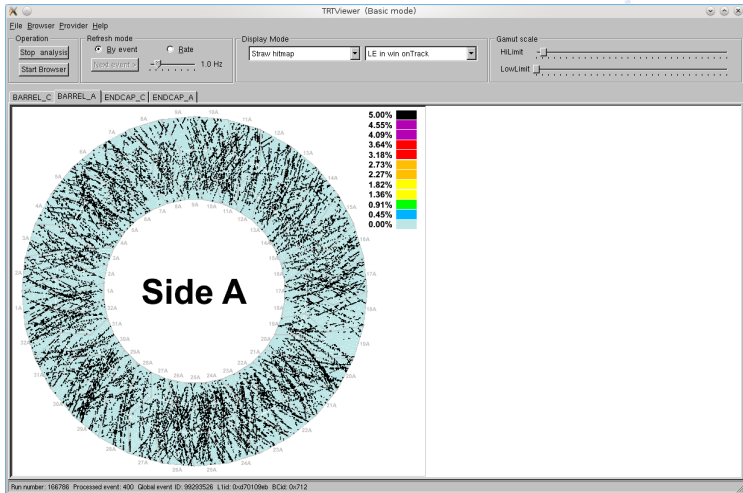 TRTViewer (Basic mode)
File Browser Provider Help
Operation
Refresh mode
Display Mode
Gamut scale
Stop analysis
By event
Rate
Straw hitmap
LE in win onTrack
HiLimit
Start Browser
Next event >
1.0 Hz
LowLimit
BARREL_C BARREL_A ENDCAP_C ENDCAP_A
5.00%
4.55%
4.09%
3.64%
3.18%
2.73%
2.27%
1.82%
1.36%
0.91%
0.45%
0.00%
Side A
Run number: 166786 Processed event: 400 Global event ID: 99293526 L1id: 0xd70109eb BCid: 0x712